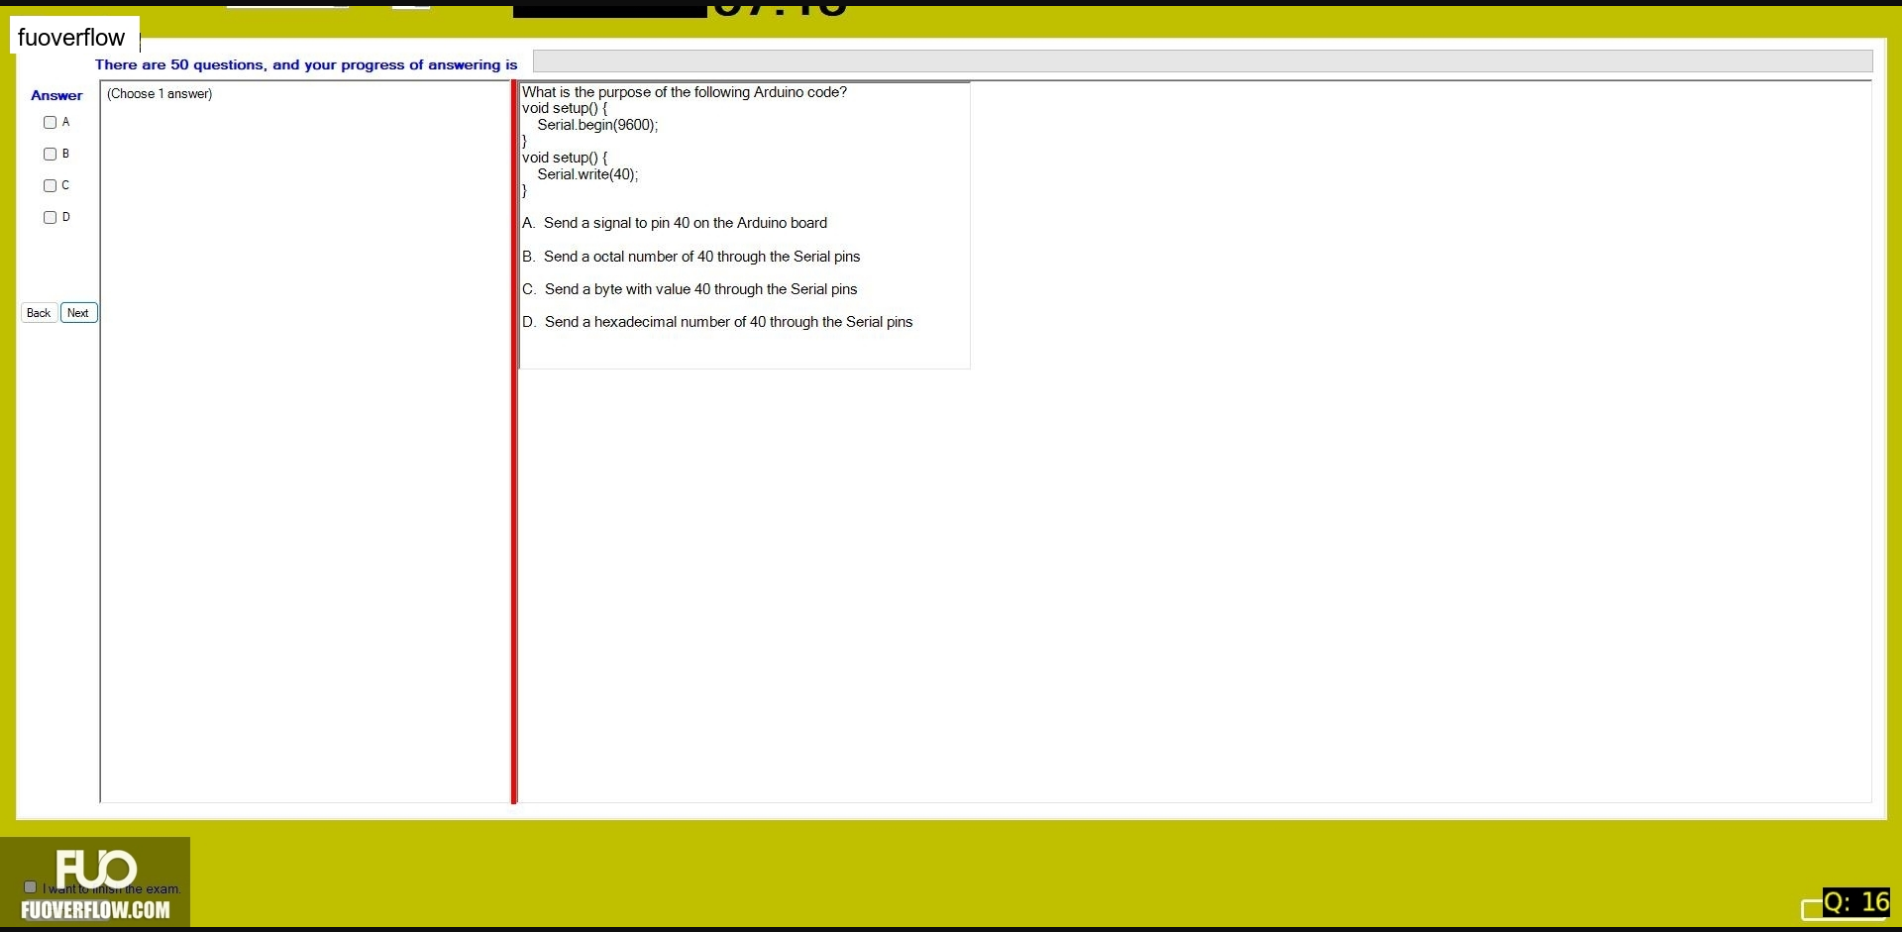 fuoverflow
There are 50 questions, and your progress of answering is
Answer
(Choose 1 answer)
A
B
C
D
Back Next
What is the purpose of the following Arduino code?
void setup() {
Serial.begin(9600);
}
void setup() {
Serial.write(40);
}
A. Send a signal to pin 40 on the Arduino board
B. Send a octal number of 40 through the Serial pins
C. Send a byte with value 40 through the Serial pins
D. Send a hexadecimal number of 40 through the Serial pins
FUO
I want to finish the exam.
FUOVERFLOW.COM
Q: 16